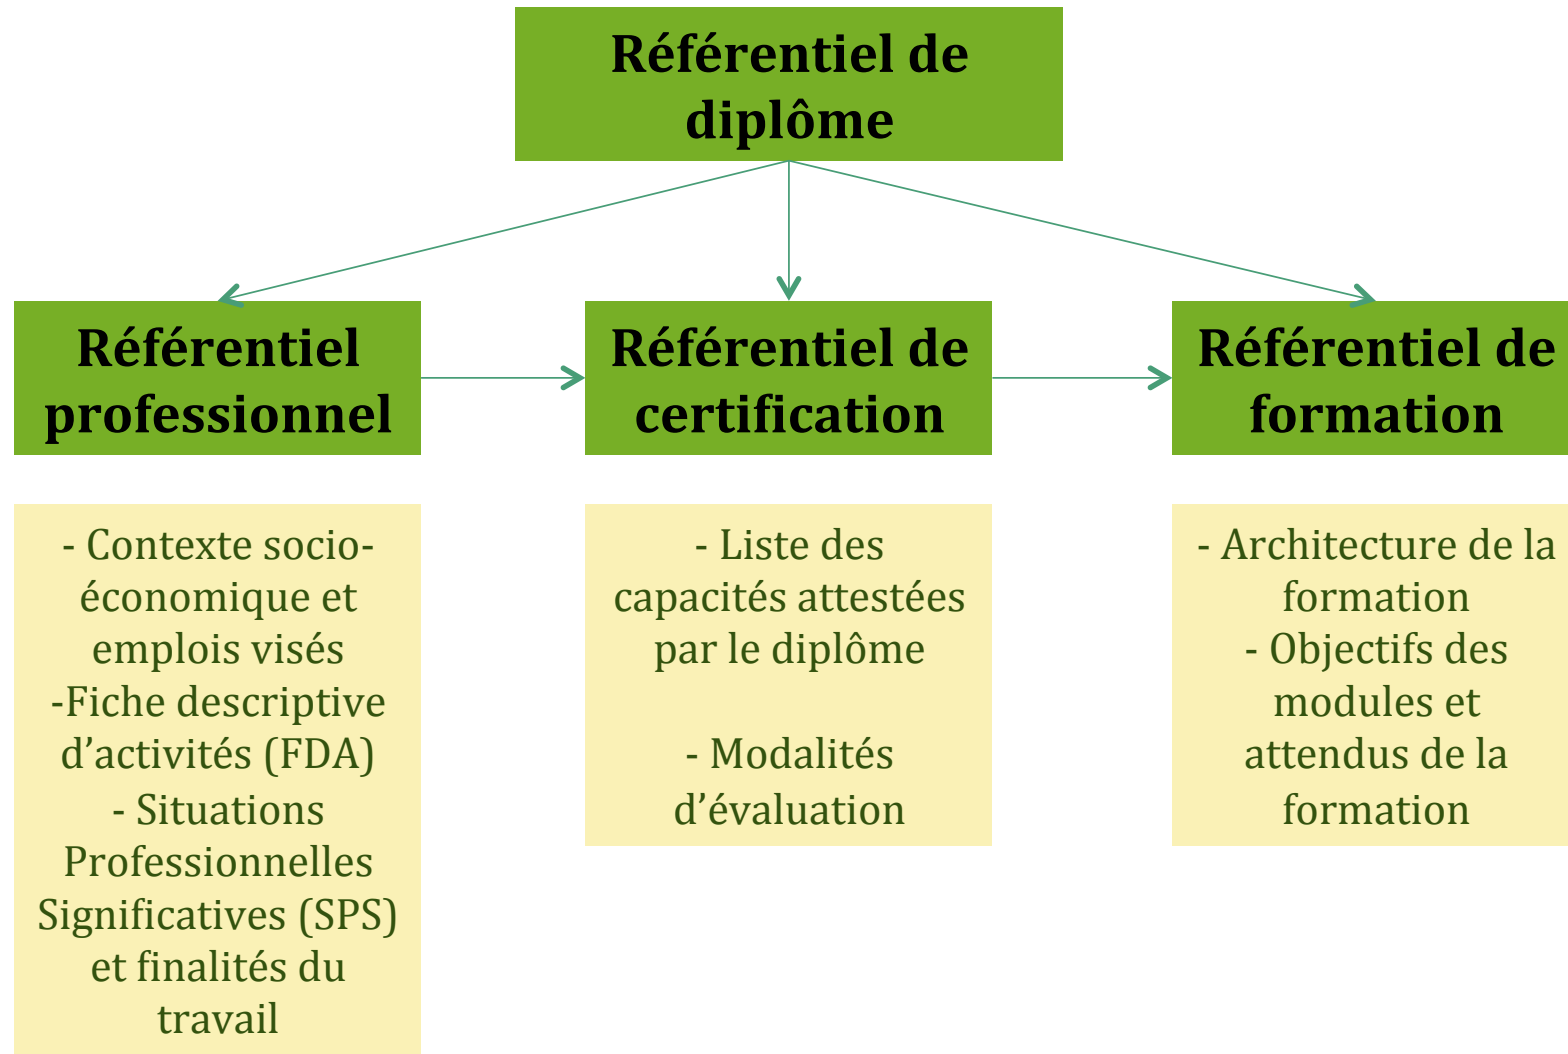 Référentiel de
diplôme
Référentiel
professionnel
Référentiel de
certification
Référentiel de
formation
- Contexte socio-
économique et
emplois visés
-Fiche descriptive
d’activités (FDA)
- Situations
Professionnelles
Significatives (SPS)
et finalités du
travail
- Liste des
capacités attestées
par le diplôme
- Modalités
d’évaluation
- Architecture de la
formation
- Objectifs des
modules et
attendus de la
formation